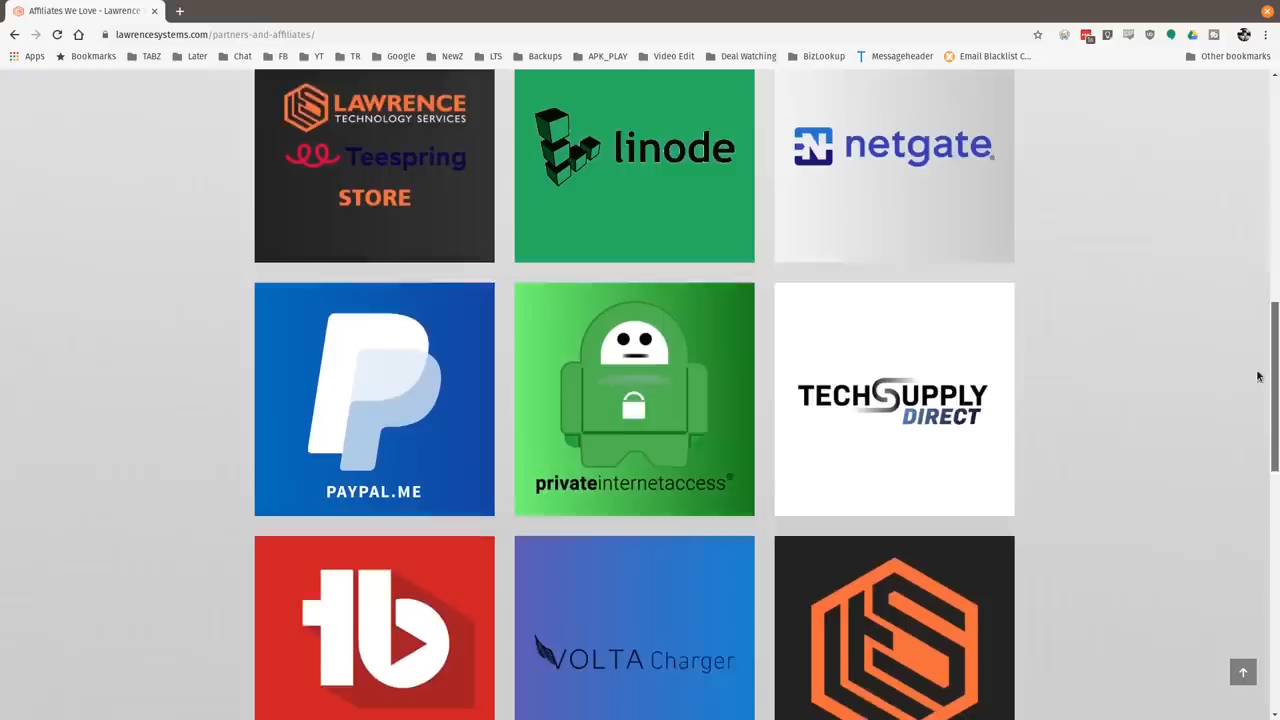 Affiliates We Love - Lawrence
lawrencesystems.com/partners-and-affiliates/
Apps Bookmarks TABZ Later Chat FB YT TR Google NewZ LTS Backups APK_PLAY Video Edit Deal Watching BizLookup Messageheader Email Blacklist C... Other bookmarks
LAWRENCE
TECHNOLOGY SERVICES
Teespring
STORE
linode
netgate
PAYPAL.ME
privateinternetaccess®
TECHSUPPLY
DIRECT
tb
VOLTA Charger